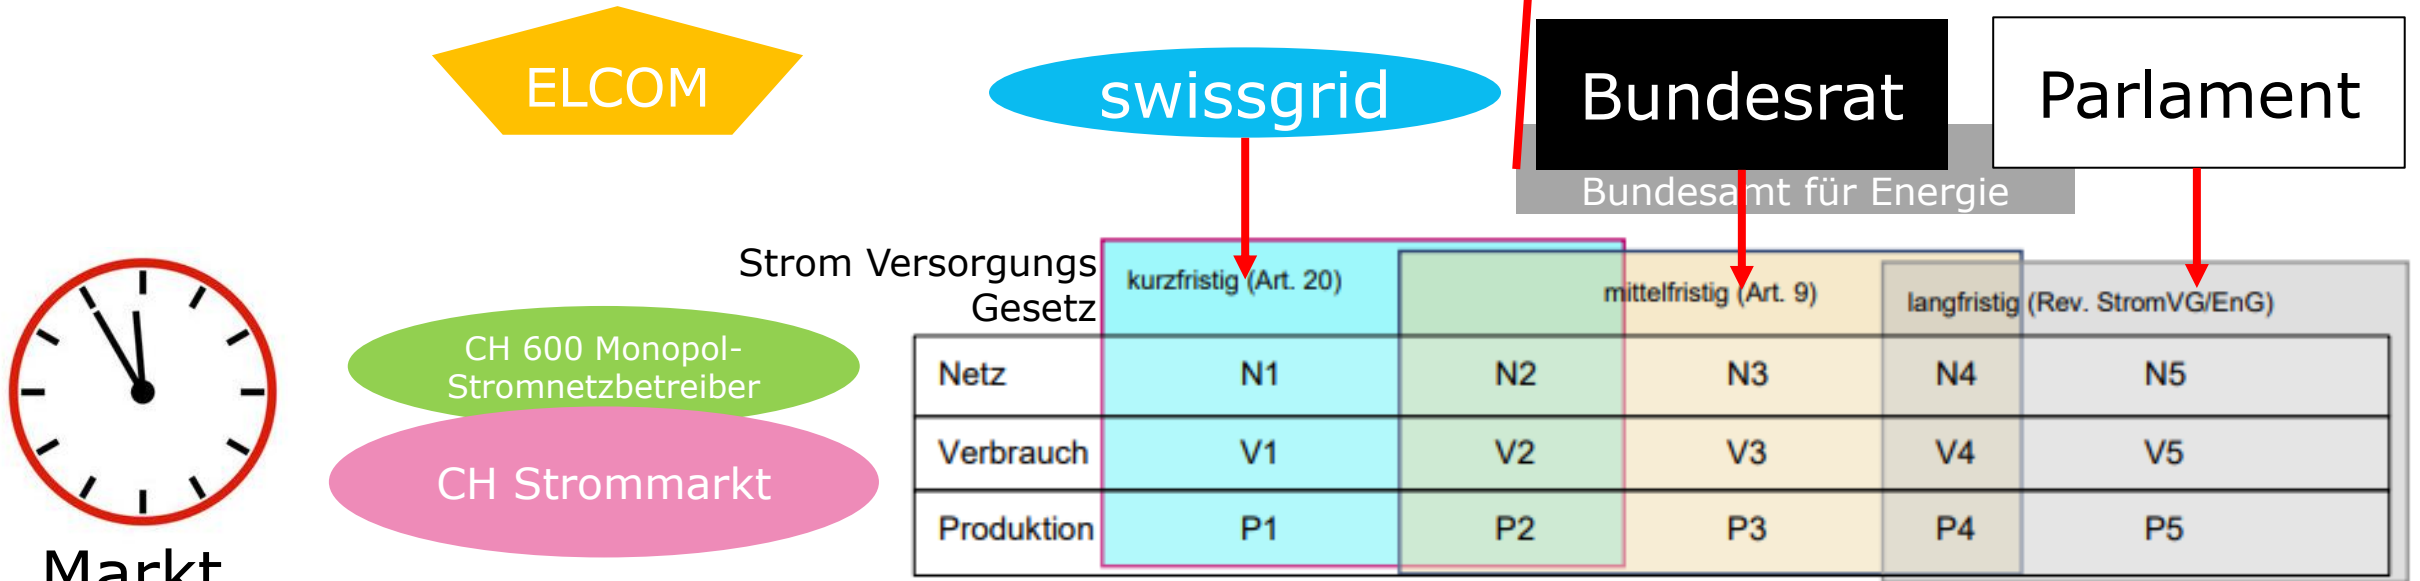 ELCOM
swissgrid
Bundesrat
Parlament
Bundesamt für Energie
Strom Versorgungs
Gesetz
kurzfristig (Art. 20)
mittelfristig (Art. 9)
langfristig (Rev. StromVG/EnG)
CH 600 Monopol-
Stromnetzbetreiber
CH Strommarkt
Netz N1 N2 N3 N4 N5
Verbrauch V1 V2 V3 V4 V5
Produktion P1 P2 P3 P4 P5
Markt